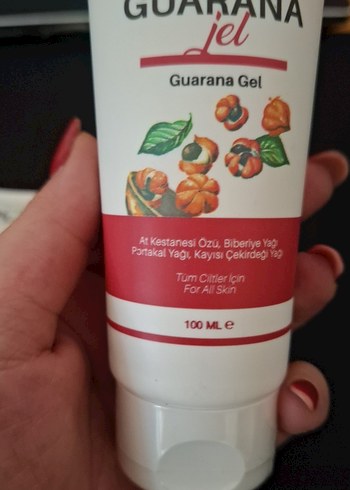 GUARANA
jel
Guarana Gel
At Kestanesi Özü, Biberiye Yağı
Portakal Yağı, Kayısı Çekirdeği Yağı
Tüm Ciltler İçin
For All Skin
100 ML ℮